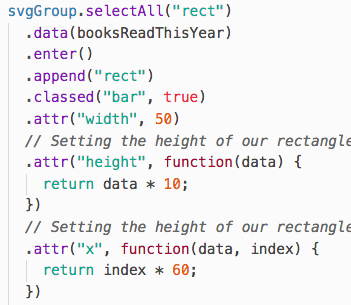 svgGroup.selectAll("rect")
.data(booksReadThisYear)
.enter()
.append("rect")
.classed("bar", true)
.attr("width", 50)
// Setting the height of our rectangle
.attr("height", function(data) {
return data * 10;
})
// Setting the height of our rectangle
.attr("x", function(data, index) {
return index * 60;
})